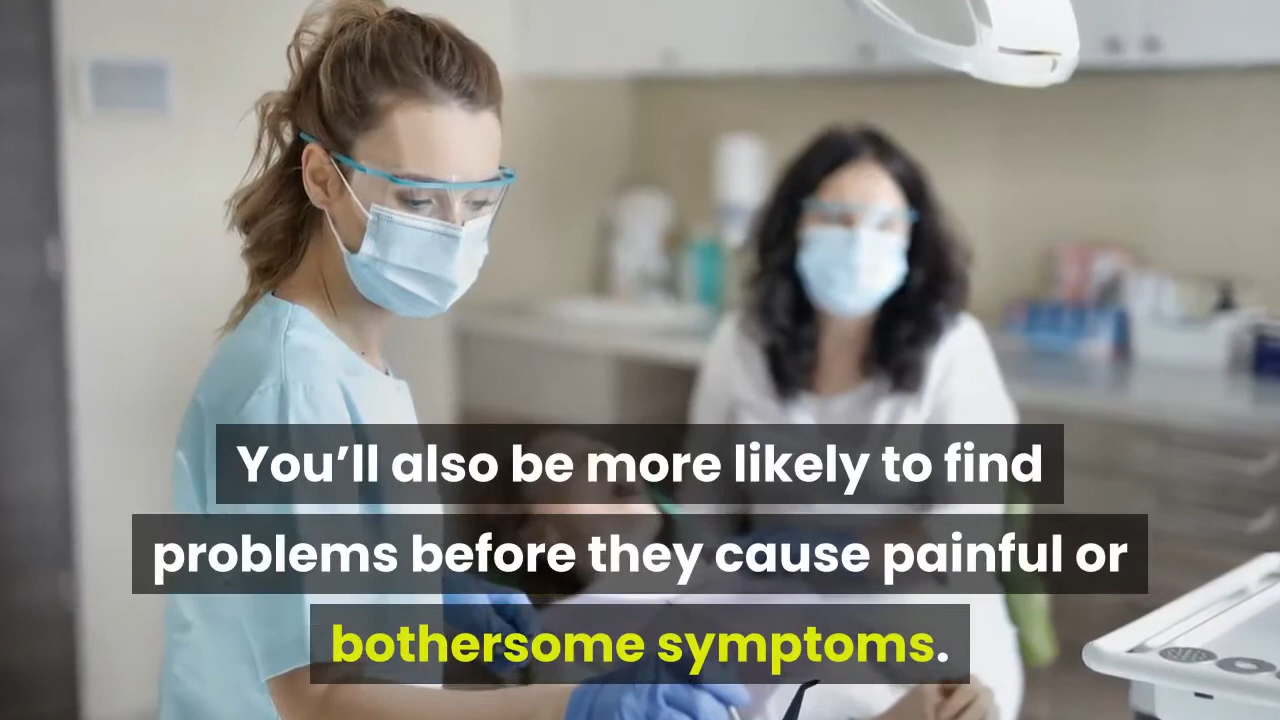 You’ll also be more likely to find
problems before they cause painful or
bothersome symptoms.